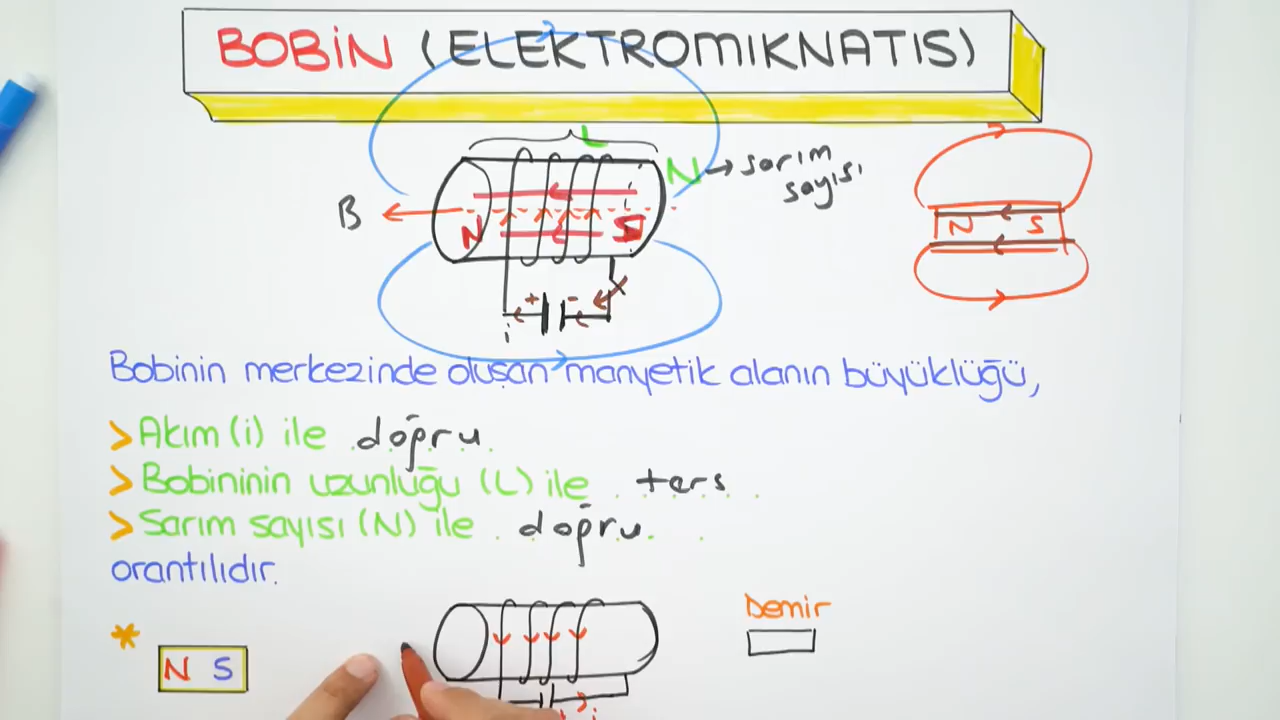 BOBİN (ELEKTROMIKNATIS)
L
N → sarım
sayısı
B
N S
N S
+ -
i
Bobinin merkezinde oluşan manyetik alanın büyüklüğü,
> Akım (i) ile doğru
> Bobininin uzunluğu (L) ile ters
> Sarım sayısı (N) ile doğru
orantılıdır.
Demir
* N S
i